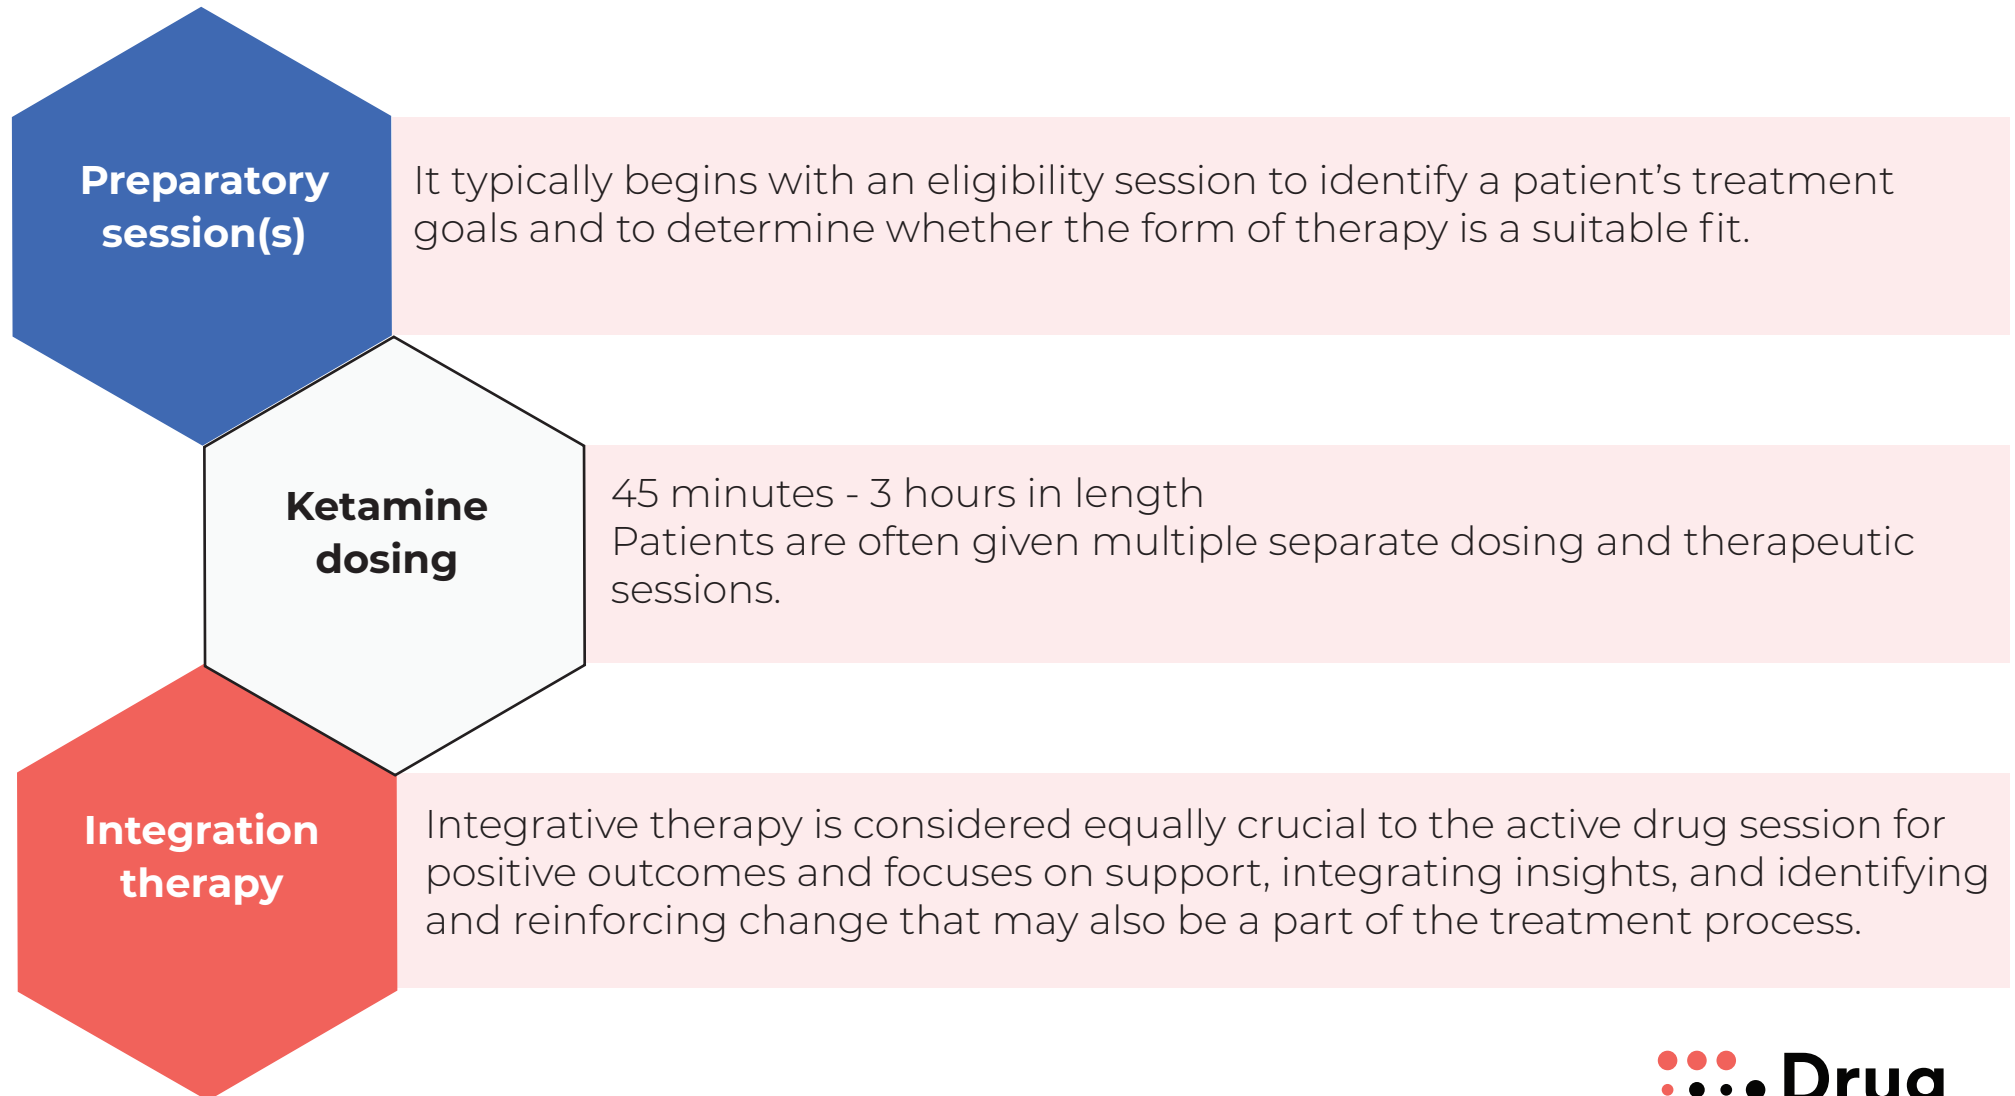 Preparatory
session(s)
It typically begins with an eligibility session to identify a patient’s treatment
goals and to determine whether the form of therapy is a suitable fit.
Ketamine
dosing
45 minutes - 3 hours in length
Patients are often given multiple separate dosing and therapeutic
sessions.
Integration
therapy
Integrative therapy is considered equally crucial to the active drug session for
positive outcomes and focuses on support, integrating insights, and identifying
and reinforcing change that may also be a part of the treatment process.
Drug